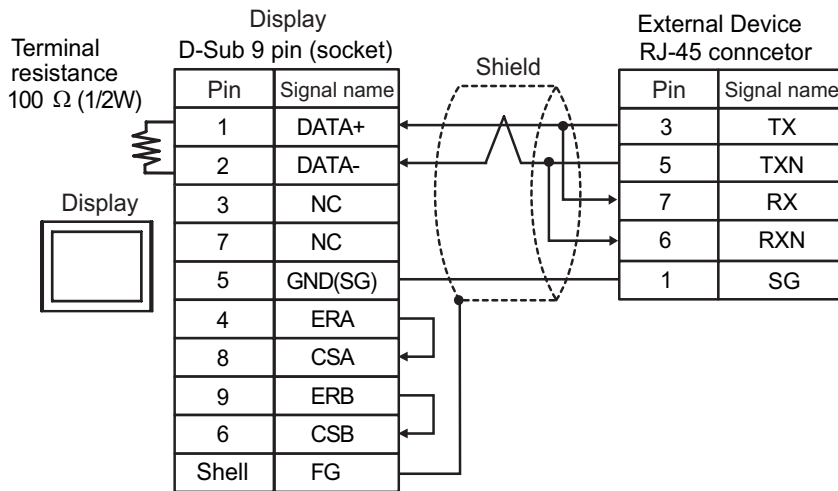 Display
D-Sub 9 pin (socket)
External Device
RJ-45 conncetor
Terminal
resistance
100 Ω (1/2W)
Shield
Pin Signal name
1 DATA+
2 DATA-
3 NC
7 NC
5 GND(SG)
4 ERA
8 CSA
9 ERB
6 CSB
Shell FG
Display
Pin Signal name
3 TX
5 TXN
7 RX
6 RXN
1 SG